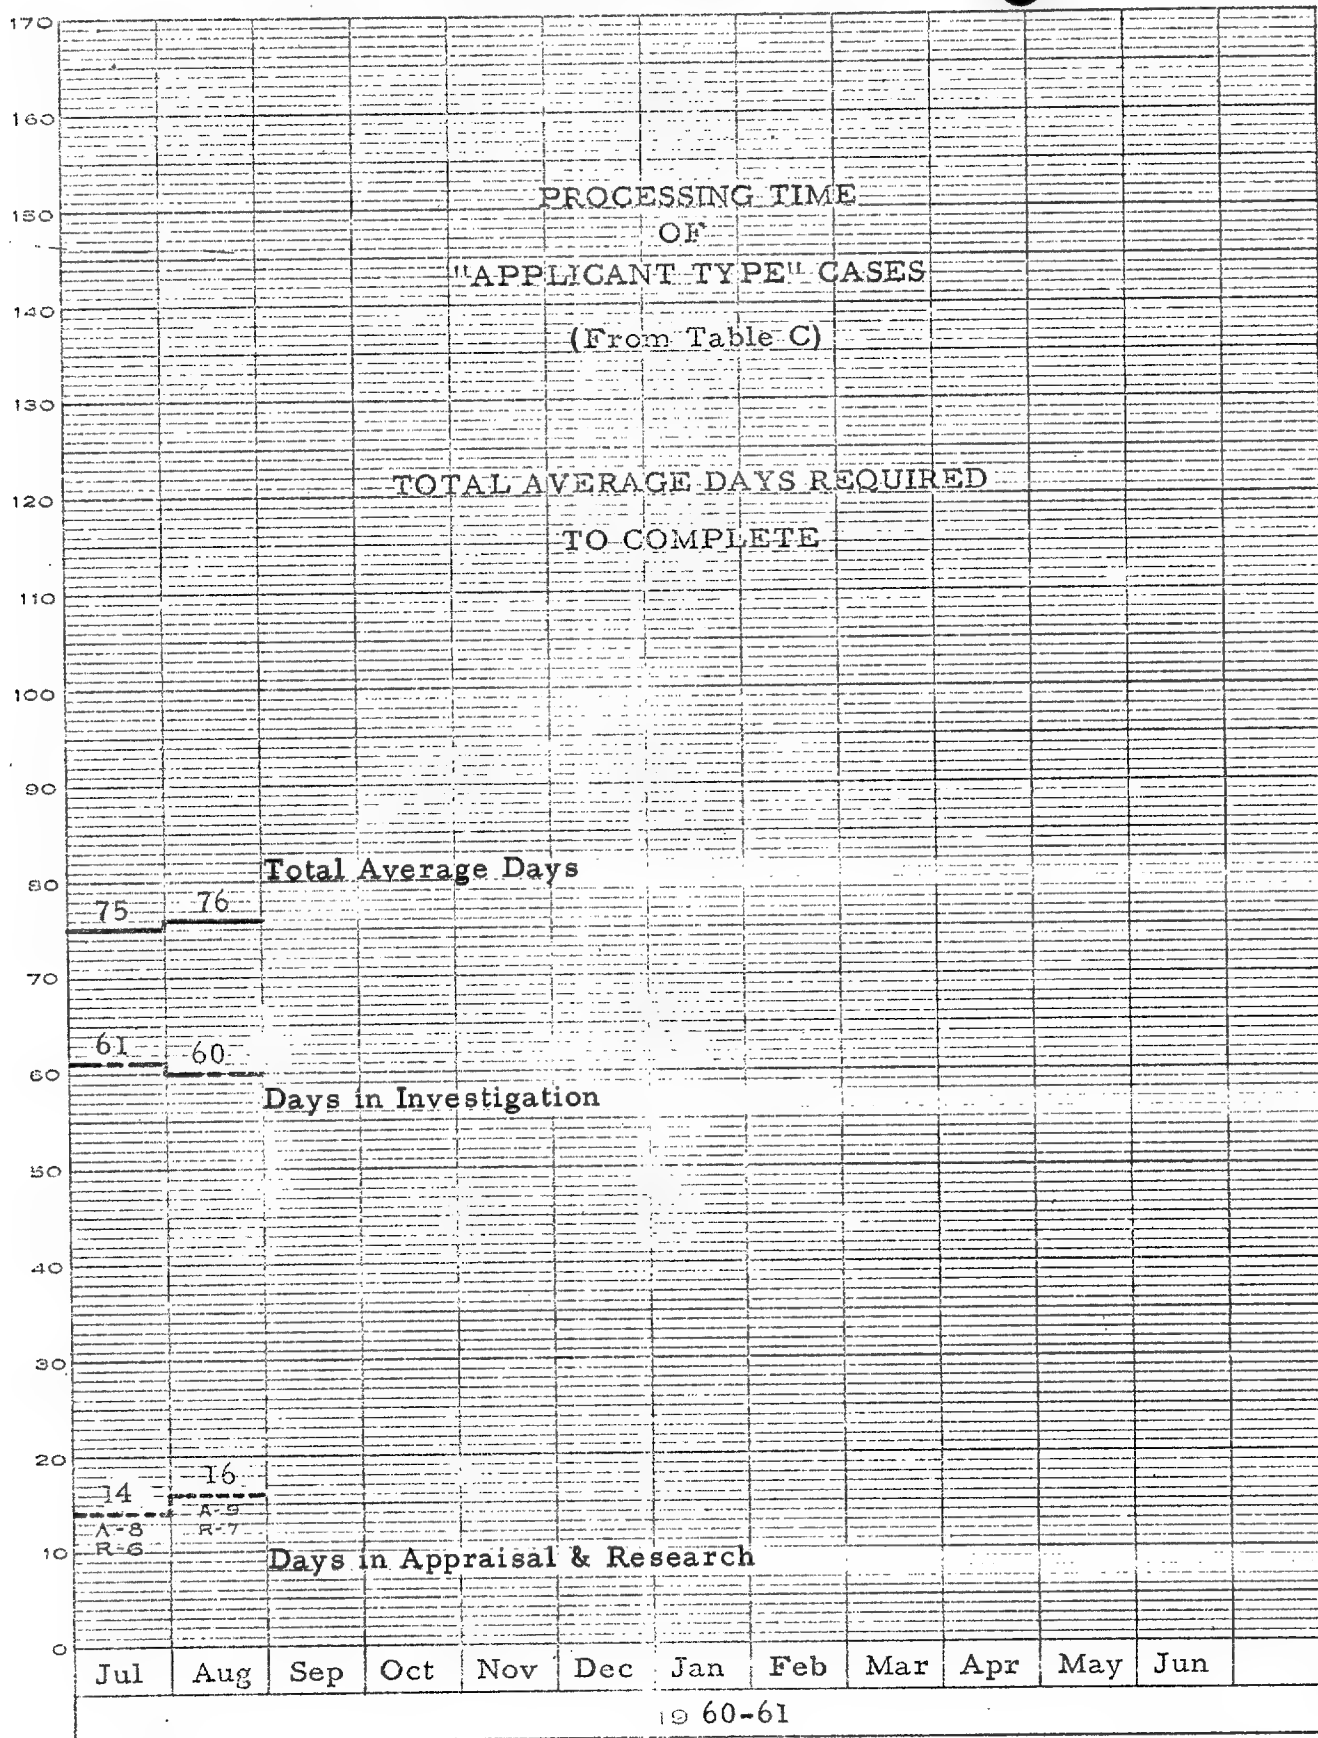 170
160
150
140
130
120
110
100
90
80
70
60
50
40
30
20
10
0
PROCESSING TIME
OF
"APPLICANT TYPE" CASES
(From Table C)
TOTAL AVERAGE DAYS REQUIRED
TO COMPLETE
Total Average Days
75 76
61 60
Days in Investigation
14 16
A-8 A-9
R-6 R-7
Days in Appraisal & Research
Jul Aug Sep Oct Nov Dec Jan Feb Mar Apr May Jun
19 60-61